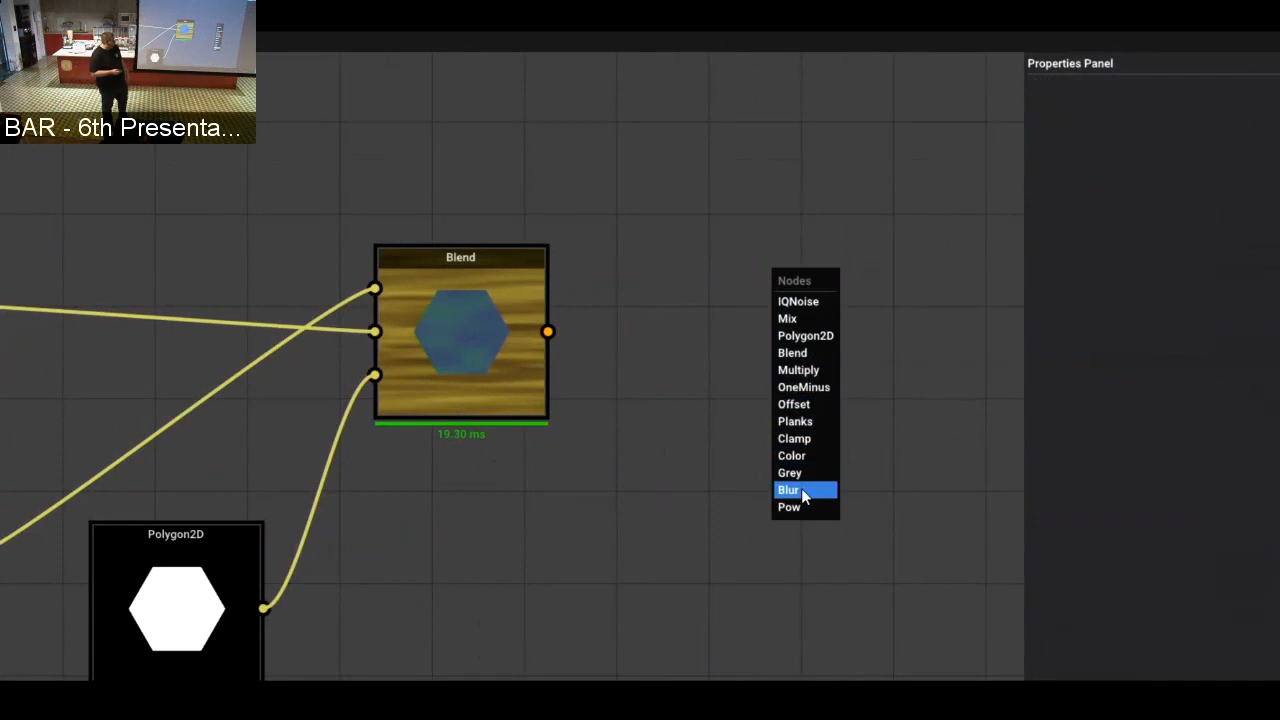 BAR - 6th Presenta...
Properties Panel
Blend
19.30 ms
Polygon2D
Nodes
IQNoise
Mix
Polygon2D
Blend
Multiply
OneMinus
Offset
Planks
Clamp
Color
Grey
Blur
Pow